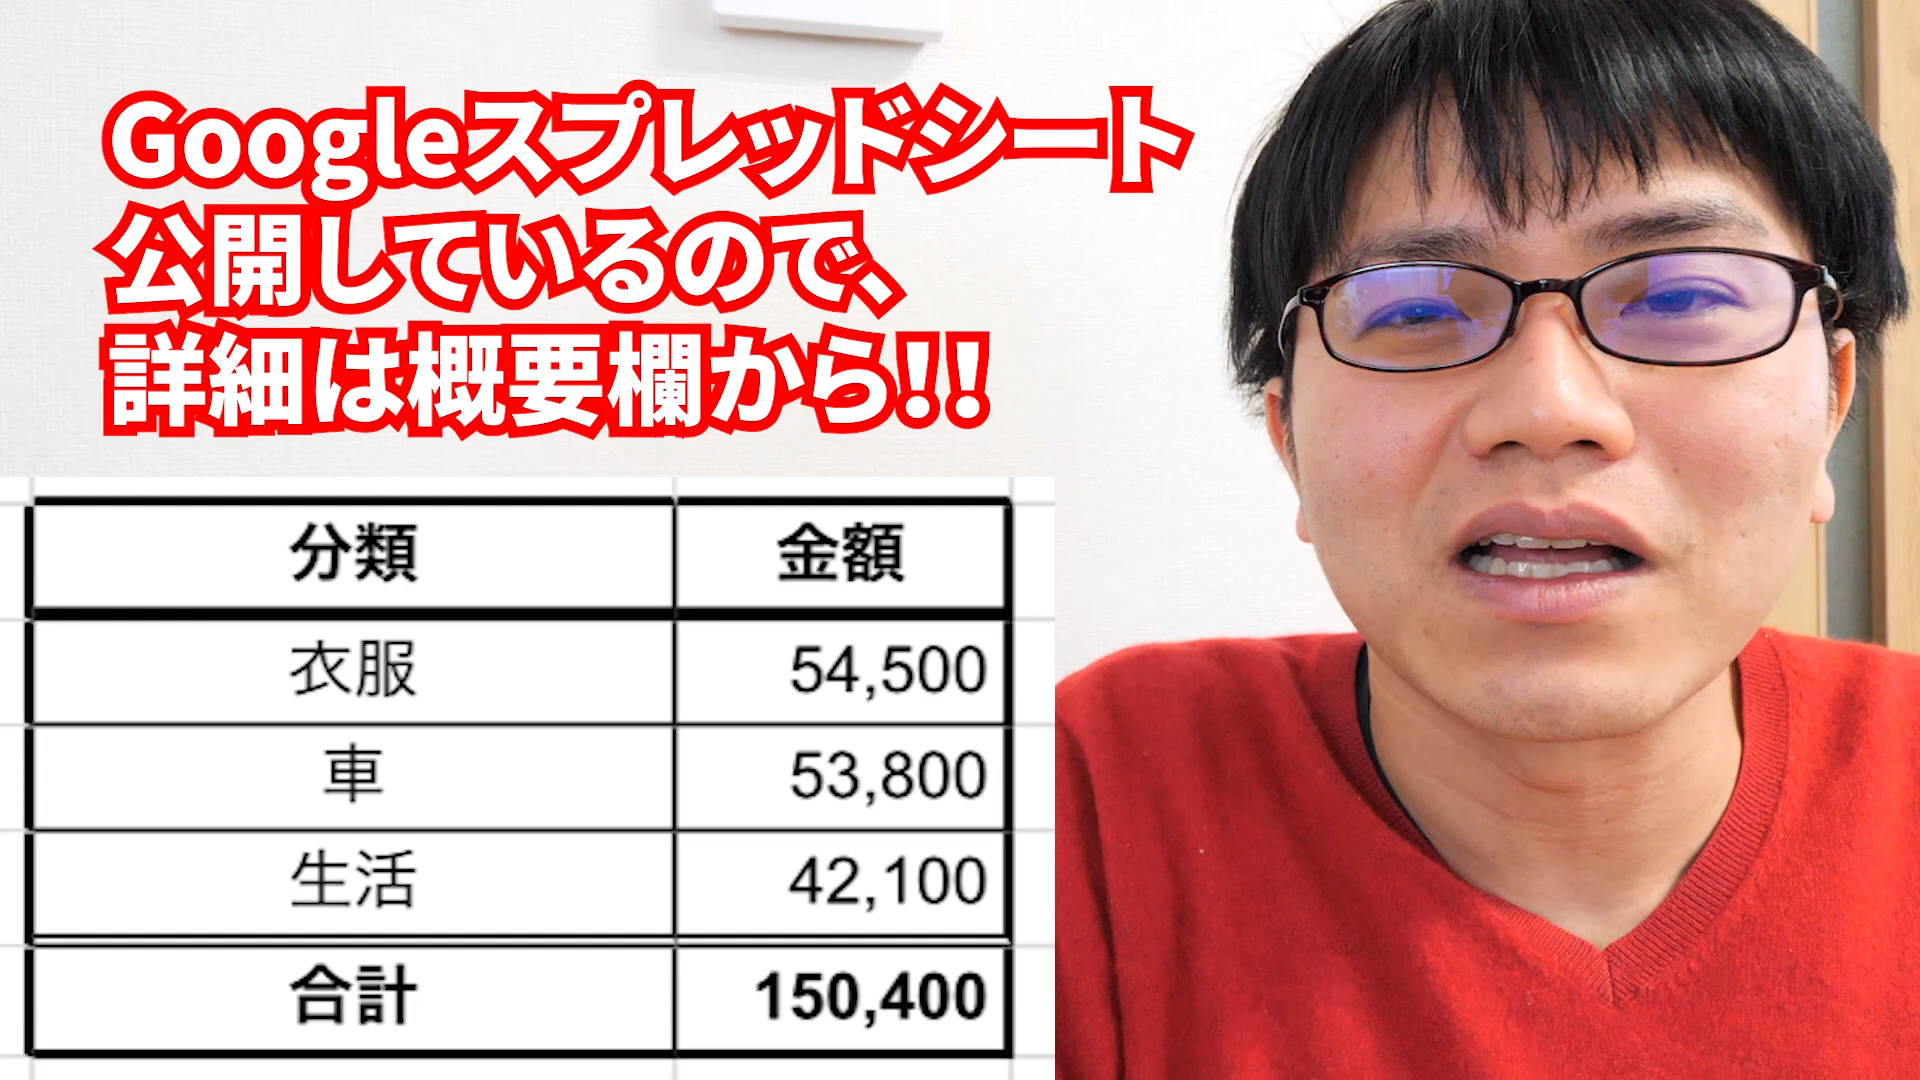 Googleスプレッドシート
公開しているので、
詳細は概要欄から!!
分類 金額
衣服 54,500
車 53,800
生活 42,100
合計 150,400